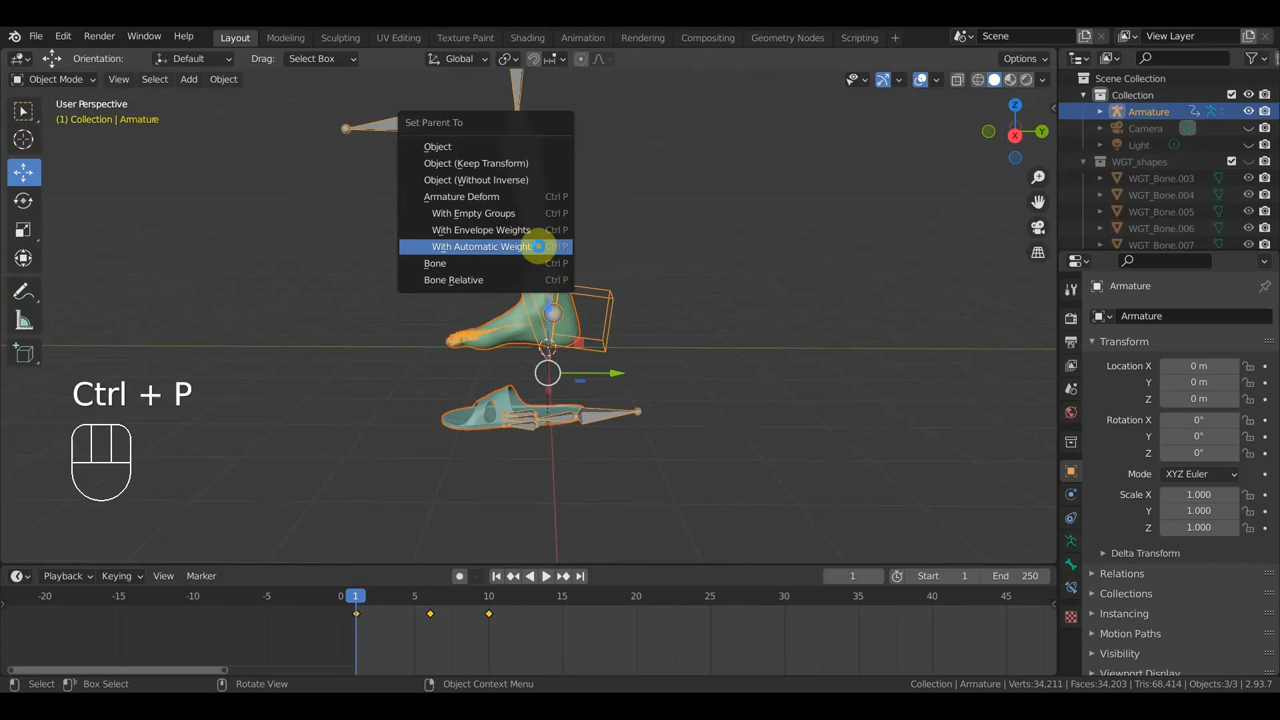 File Edit Render Window Help Layout Modeling Sculpting UV Editing Texture Paint Shading Animation Rendering Compositing Geometry Nodes Scripting + Scene View Layer
Orientation: Default Drag: Select Box Global Options
Object Mode View Select Add Object
User Perspective
(1) Collection | Armature
Set Parent To
Object
Object (Keep Transform)
Object (Without Inverse)
Armature Deform Ctrl P
With Empty Groups Ctrl P
With Envelope Weights Ctrl P
With Automatic Weights Ctrl P
Bone Ctrl P
Bone Relative Ctrl P
Z
Y
X
Ctrl + P
Scene Collection
Collection
Armature
Camera
Light
WGT_shapes
WGT_Bone.003
WGT_Bone.004
WGT_Bone.005
WGT_Bone.006
WGT_Bone.007
Armature
Armature
Transform
Location X 0 m
Y 0 m
Z 0 m
Rotation X 0°
Y 0°
Z 0°
Mode XYZ Euler
Scale X 1.000
Y 1.000
Z 1.000
Delta Transform
Relations
Collections
Instancing
Motion Paths
Visibility
Viewport Display
Playback Keying View Marker 1 Start 1 End 250
-20 -15 -10 -5 0 1 5 10 15 20 25 30 35 40 45
Select Box Select Rotate View Object Context Menu Collection | Armature | Verts:34,211 | Faces:34,203 | Tris:68,414 | Objects:3/3 | 2.93.7